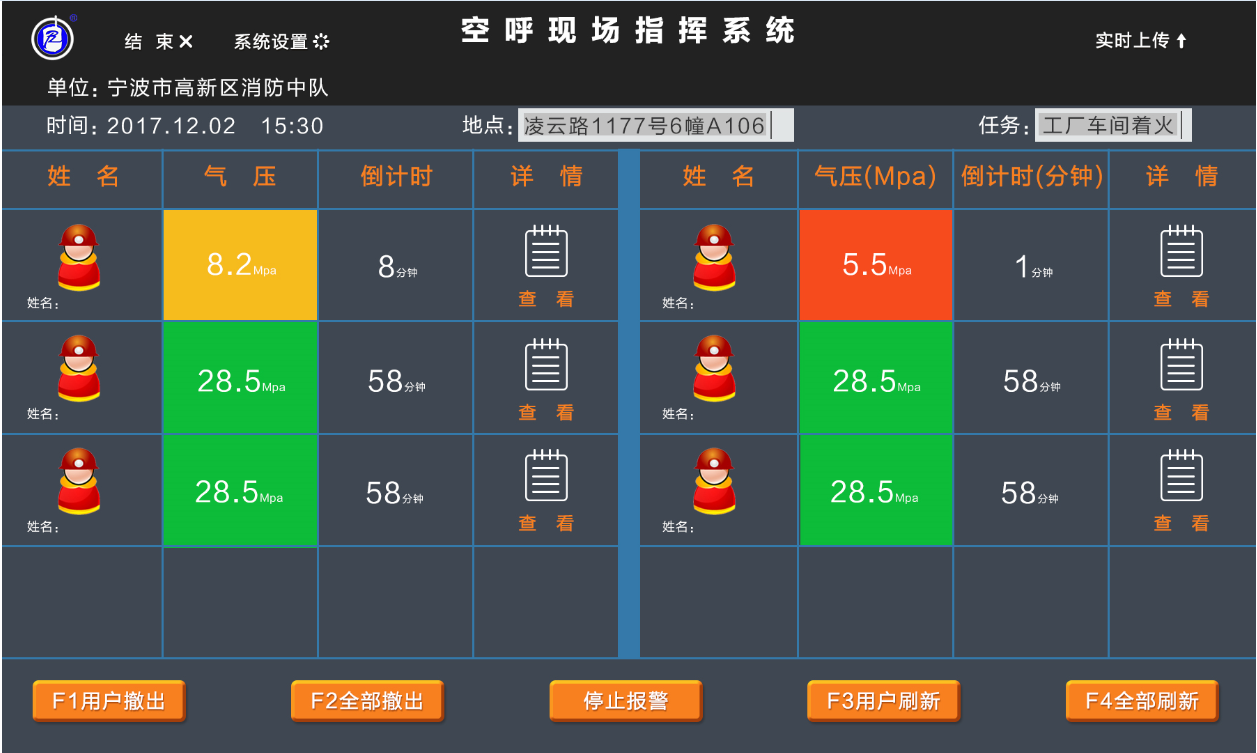 空呼现场指挥系统
结 束 系统设置 实时上传
单位：宁波市高新区消防中队
时间：2017.12.02 15:30 地点：凌云路1177号6幢A106 任务：工厂车间着火
姓 名 气 压 倒计时 详 情 姓 名 气压(Mpa) 倒计时(分钟) 详 情
8.2Mpa 8分钟 5.5Mpa 1分钟
姓名： 查 看 姓名： 查 看
28.5Mpa 58分钟 28.5Mpa 58分钟
姓名： 查 看 姓名： 查 看
28.5Mpa 58分钟 28.5Mpa 58分钟
姓名： 查 看 姓名： 查 看
F1用户撤出 F2全部撤出 停止报警 F3用户刷新 F4全部刷新